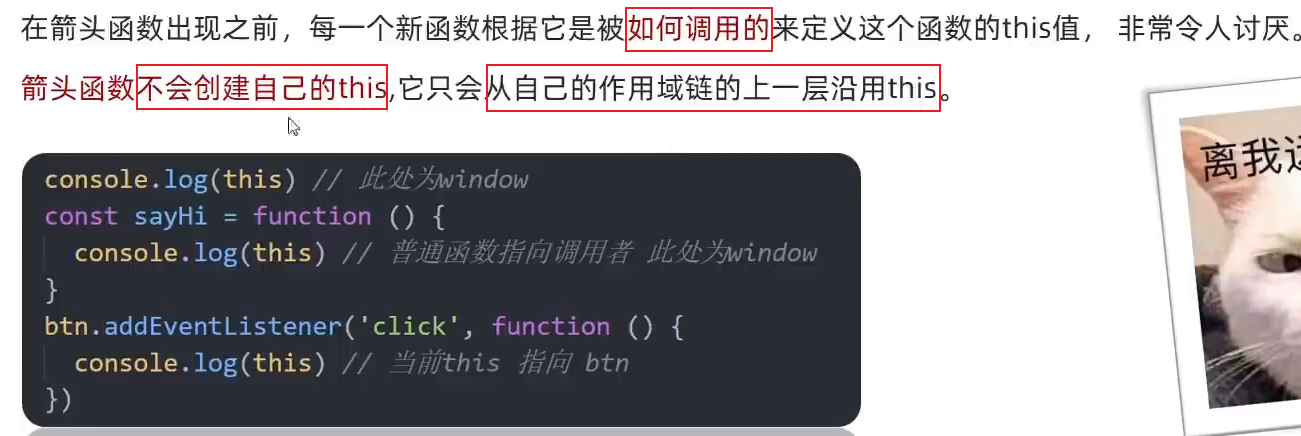 在箭头函数出现之前，每一个新函数根据它是被如何调用的来定义这个函数的this值， 非常令人讨厌。
箭头函数不会创建自己的this,它只会从自己的作用域链的上一层沿用this。
离我远
console.log(this) // 此处为window
const sayHi = function () {
  console.log(this) // 普通函数指向调用者 此处为window
}
btn.addEventListener('click', function () {
  console.log(this) // 当前this 指向 btn
})